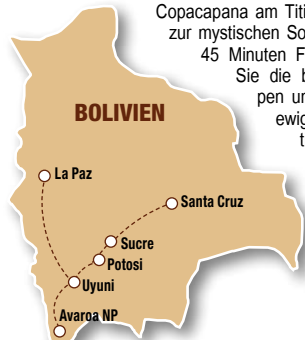 Copacapana am Titi
zur mystischen So
45 Minuten F
Sie die b
pen un
ewig
t
BOLIVIEN
La Paz
Santa Cruz
Sucre
Potosi
Uyuni
Avaroa NP